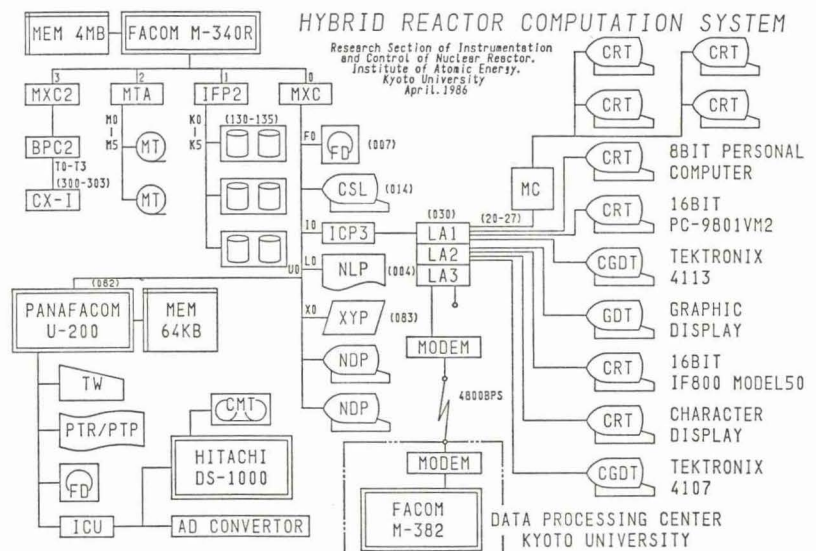 HYBRID REACTOR COMPUTATION SYSTEM
Research Section of Instrumentation
and Control of Nuclear Reactor.
Institute of Atomic Energy.
Kyoto University
April.1986
MEM 4MB
FACOM M-340R
3
2
1
0
MXC2
MTA
IFP2
MXC
BPC2
T0-T3
(300-303)
CX-I
M0
|
M5
MT
MT
K0
|
K5
(130-135)
F0
FD
(007)
CSL
(014)
I0
ICP3
L0
NLP
(004)
U0
X0
XYP
(083)
NDP
NDP
(030)
(20-27)
LA1
LA2
LA3
MC
MODEM
4800BPS
MODEM
FACOM
M-382
DATA PROCESSING CENTER
KYOTO UNIVERSITY
CRT
CRT
CRT
CRT
CRT
8BIT PERSONAL
COMPUTER
CRT
16BIT
PC-9801VM2
CGDT
TEKTRONIX
4113
GDT
GRAPHIC
DISPLAY
CRT
16BIT
IF800 MODEL50
CRT
CHARACTER
DISPLAY
CGDT
TEKTRONIX
4107
(082)
PANAFACOM
U-200
MEM
64KB
TW
PTR/PTP
FD
ICU
CMT
HITACHI
DS-1000
AD CONVERTOR